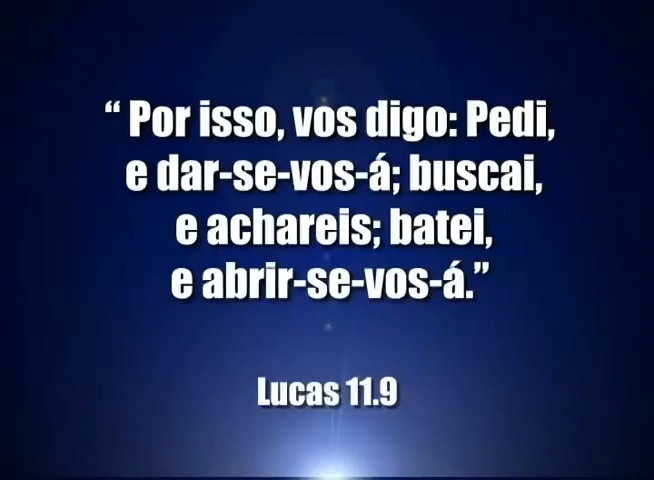 “ Por isso, vos digo: Pedi,
e dar-se-vos-á; buscai,
e achareis; batei,
e abrir-se-vos-á.”
Lucas 11.9